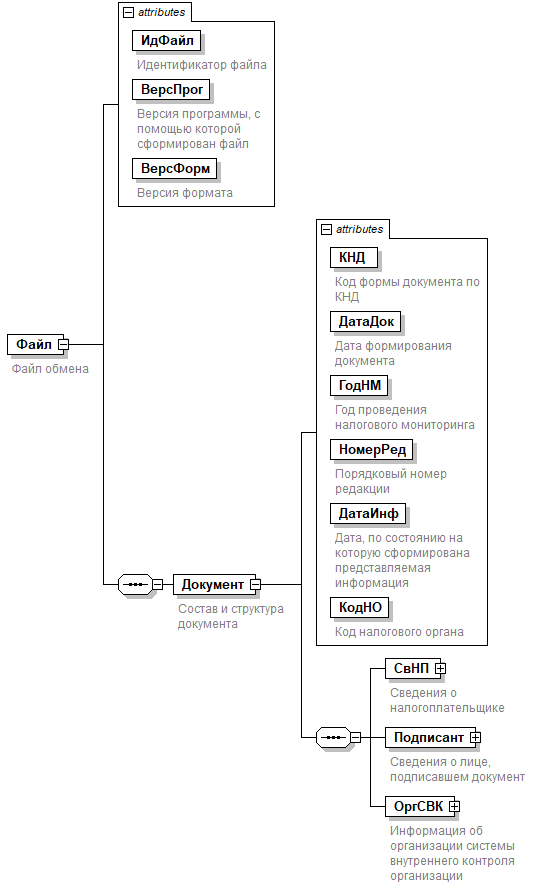 attributes
ИдФайл
Идентификатор файла
ВерсПрог
Версия программы, с
помощью которой
сформирован файл
ВерсФорм
Версия формата
Файл
Файл обмена
attributes
КНД
Код формы документа по
КНД
ДатаДок
Дата формирования
документа
ГодНМ
Год проведения
налогового мониторинга
НомерРед
Порядковый номер
редакции
ДатаИнф
Дата, по состоянию на
которую сформирована
представляемая
информация
КодНО
Код налогового органа
Документ
Состав и структура
документа
СвНП
Сведения о
налогоплательщике
Подписант
Сведения о лице,
подписавшем документ
ОргСВК
Информация об
организации системы
внутреннего контроля
организации